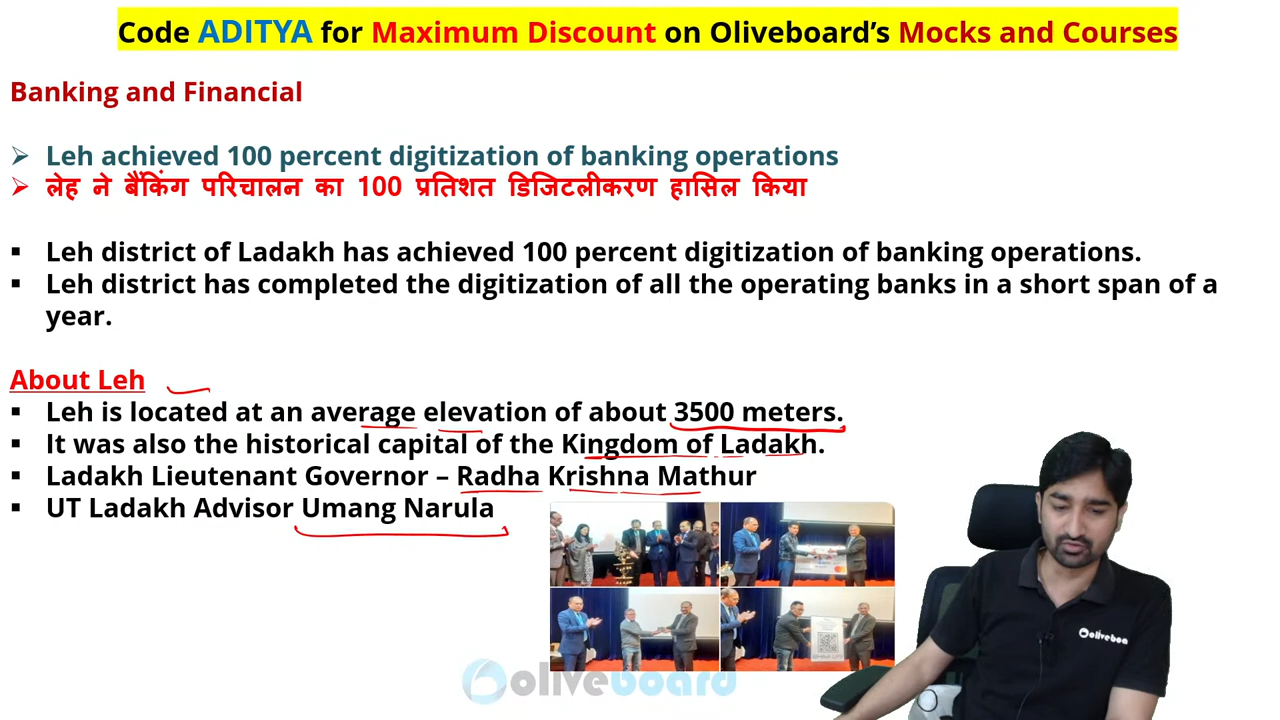 Code ADITYA for Maximum Discount on Oliveboard’s Mocks and Courses
Banking and Financial
➢ Leh achieved 100 percent digitization of banking operations
➢ लेह ने बैंकिंग परिचालन का 100 प्रतिशत डिजिटलीकरण हासिल किया
▪ Leh district of Ladakh has achieved 100 percent digitization of banking operations.
▪ Leh district has completed the digitization of all the operating banks in a short span of a
year.
About Leh
▪ Leh is located at an average elevation of about 3500 meters.
▪ It was also the historical capital of the Kingdom of Ladakh.
▪ Ladakh Lieutenant Governor – Radha Krishna Mathur
▪ UT Ladakh Advisor Umang Narula
oliveboard